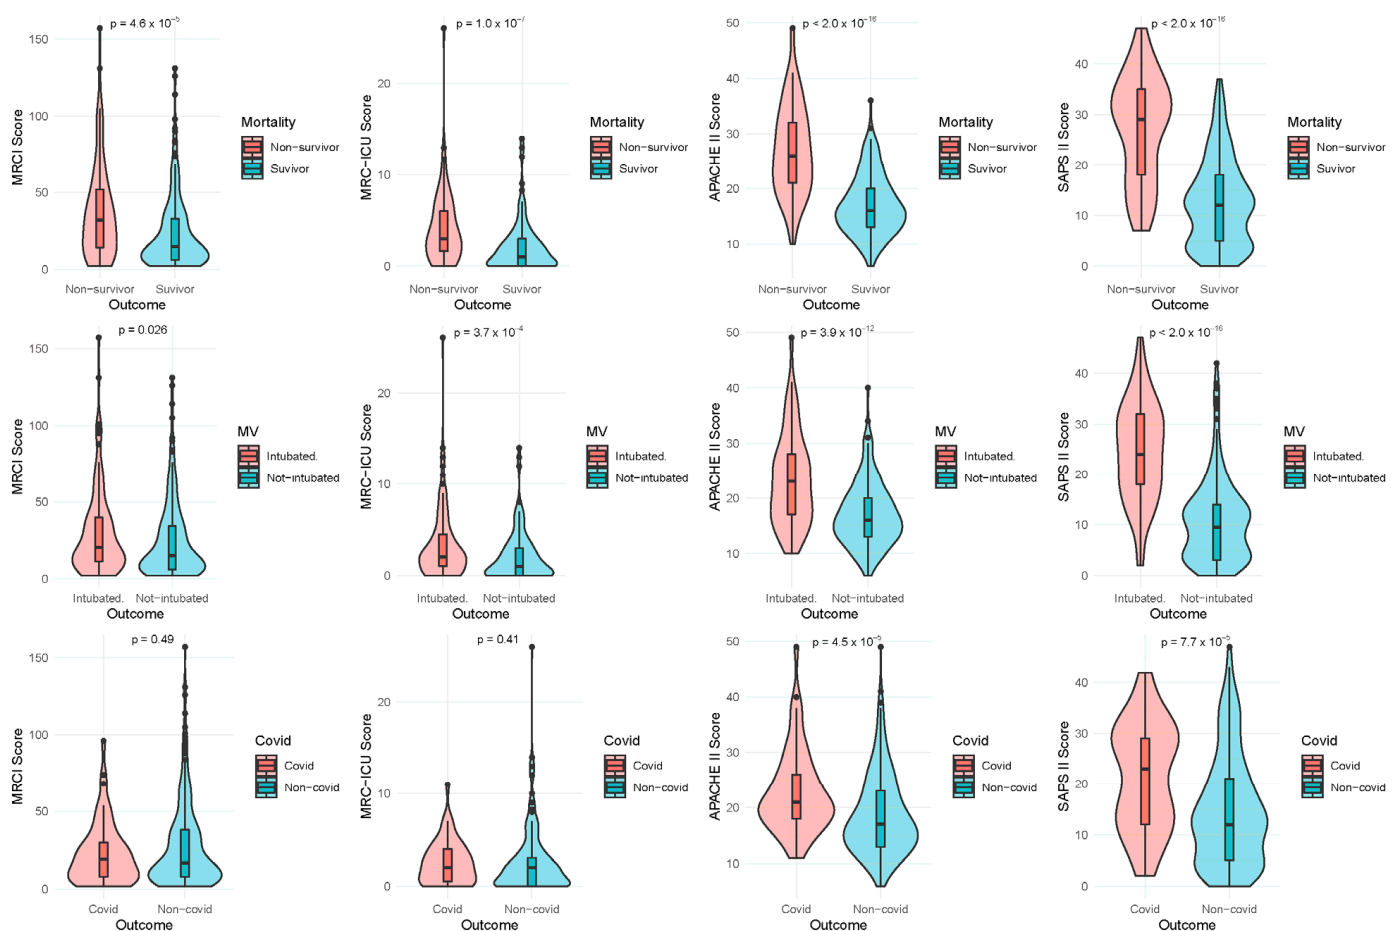 p = 4.6 x 10⁻⁵
MRCI Score
150
100
50
0
Non-survivor Suvivor
Outcome
Mortality
Non-survivor
Suvivor
p = 1.0 x 10⁻⁷
MRC-ICU Score
20
10
0
Non-survivor Suvivor
Outcome
Mortality
Non-survivor
Suvivor
p < 2.0 x 10⁻¹⁶
APACHE II Score
50
40
30
20
10
Non-survivor Suvivor
Outcome
Mortality
Non-survivor
Suvivor
p < 2.0 x 10⁻¹⁶
SAPS II Score
40
30
20
10
0
Non-survivor Suvivor
Outcome
Mortality
Non-survivor
Suvivor
p = 0.026
MRCI Score
150
100
50
0
Intubated. Not-intubated
Outcome
MV
Intubated.
Not-intubated
p = 3.7 x 10⁻⁴
MRC-ICU Score
20
10
0
Intubated. Not-intubated
Outcome
MV
Intubated.
Not-intubated
p = 3.9 x 10⁻¹²
APACHE II Score
50
40
30
20
10
Intubated. Not-intubated
Outcome
MV
Intubated.
Not-intubated
p < 2.0 x 10⁻¹⁶
SAPS II Score
40
30
20
10
0
Intubated. Not-intubated
Outcome
MV
Intubated.
Not-intubated
p = 0.49
MRCI Score
150
100
50
0
Covid Non-covid
Outcome
Covid
Covid
Non-covid
p = 0.41
MRC-ICU Score
20
10
0
Covid Non-covid
Outcome
Covid
Covid
Non-covid
p = 4.5 x 10⁻⁵
APACHE II Score
50
40
30
20
10
Covid Non-covid
Outcome
Covid
Covid
Non-covid
p = 7.7 x 10⁻⁵
SAPS II Score
40
30
20
10
0
Covid Non-covid
Outcome
Covid
Covid
Non-covid